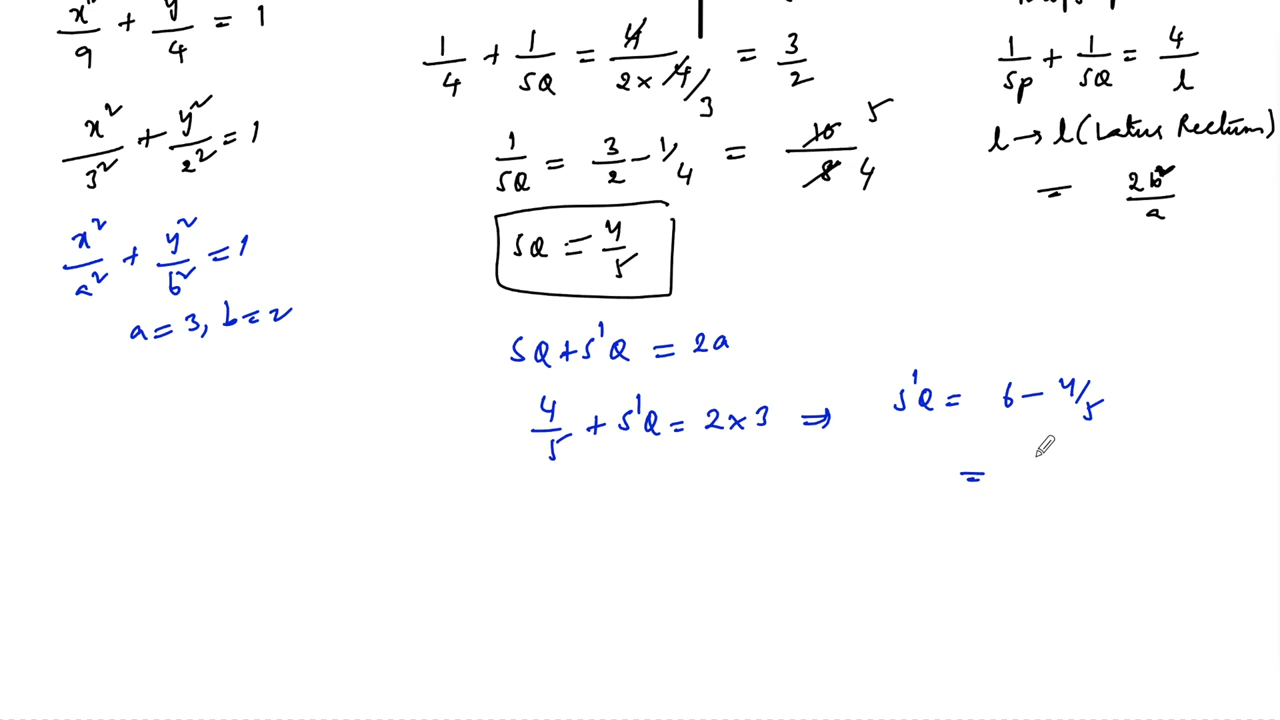 x²/9 + y²/4 = 1
x²/3² + y²/2² = 1
x²/a² + y²/b² = 1
a = 3, b = 2
1/4 + 1/SQ = 4/(2 × 4/3) = 3/2
1/SQ = 3/2 - 1/4 = 10/8 5/4
SQ = 4/5
SQ + S'Q = 2a
4/5 + S'Q = 2 × 3 ⇒ S'Q = 6 - 4/5
=
1/SP + 1/SQ = 4/l
l → l (Latus Rectum)
= 2b²/a